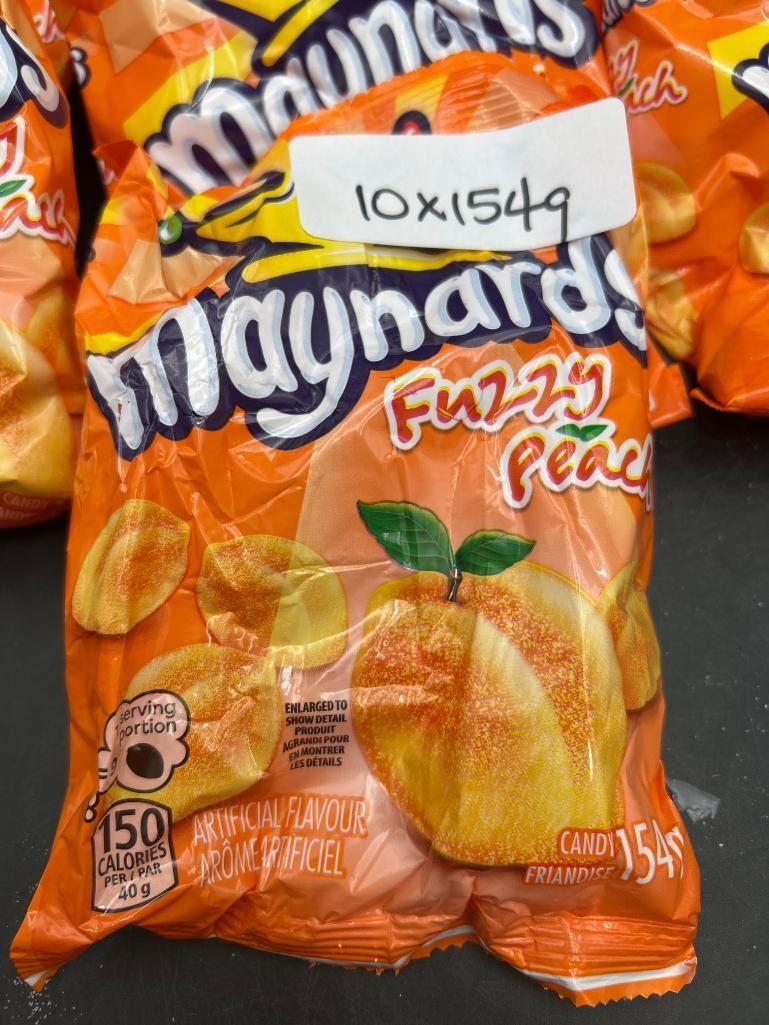 Maynards
10x154g
Maynards
Fuzzy
Peach
serving
portion
ENLARGED TO
SHOW DETAIL
PRODUIT
AGRANDI POUR
EN MONTRER
LES DÉTAILS
150
CALORIES
PER / PAR
40 g
ARTIFICIAL FLAVOUR
ARÔME ARTIFICIEL
CANDY
FRIANDISE
154g